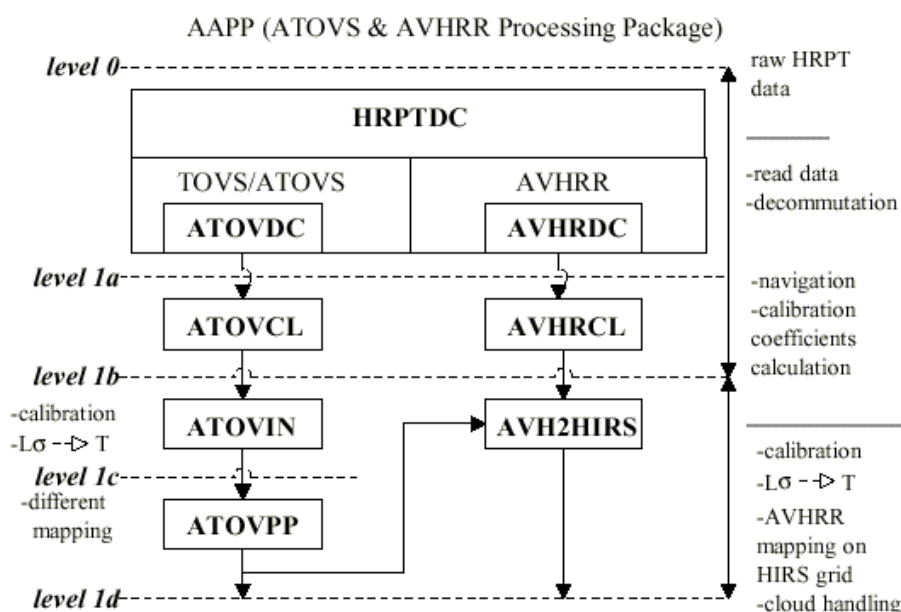 AAPP (ATOVS & AVHRR Processing Package)
level 0
raw HRPT
data
HRPTDC
TOVS/ATOVS
AVHRR
-read data
-decommutation
ATOVDC
AVHRDC
level 1a
-navigation
-calibration
coefficients
calculation
ATOVCL
AVHRCL
level 1b
-calibration
-Lσ --▷ T
ATOVIN
AVH2HIRS
level 1c
-different
mapping
ATOVPP
-calibration
-Lσ --▷ T
-AVHRR
mapping on
HIRS grid
-cloud handling
level 1d